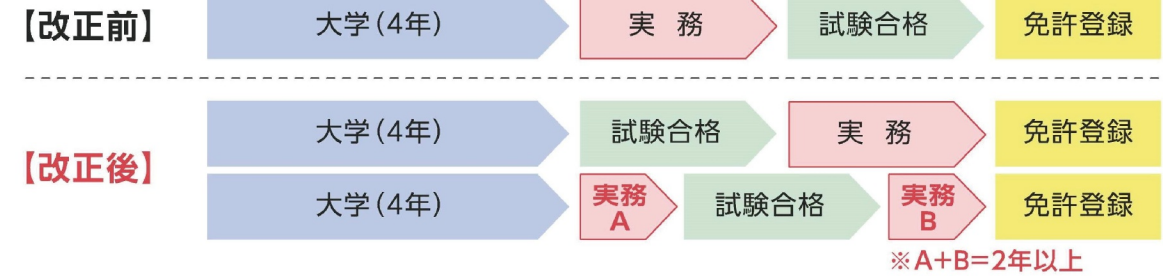 【改正前】 大学(4年) 実 務 試験合格 免許登録
【改正後】
大学(4年) 試験合格 実 務 免許登録
大学(4年) 実務A 試験合格 実務B 免許登録
※A+B=2年以上